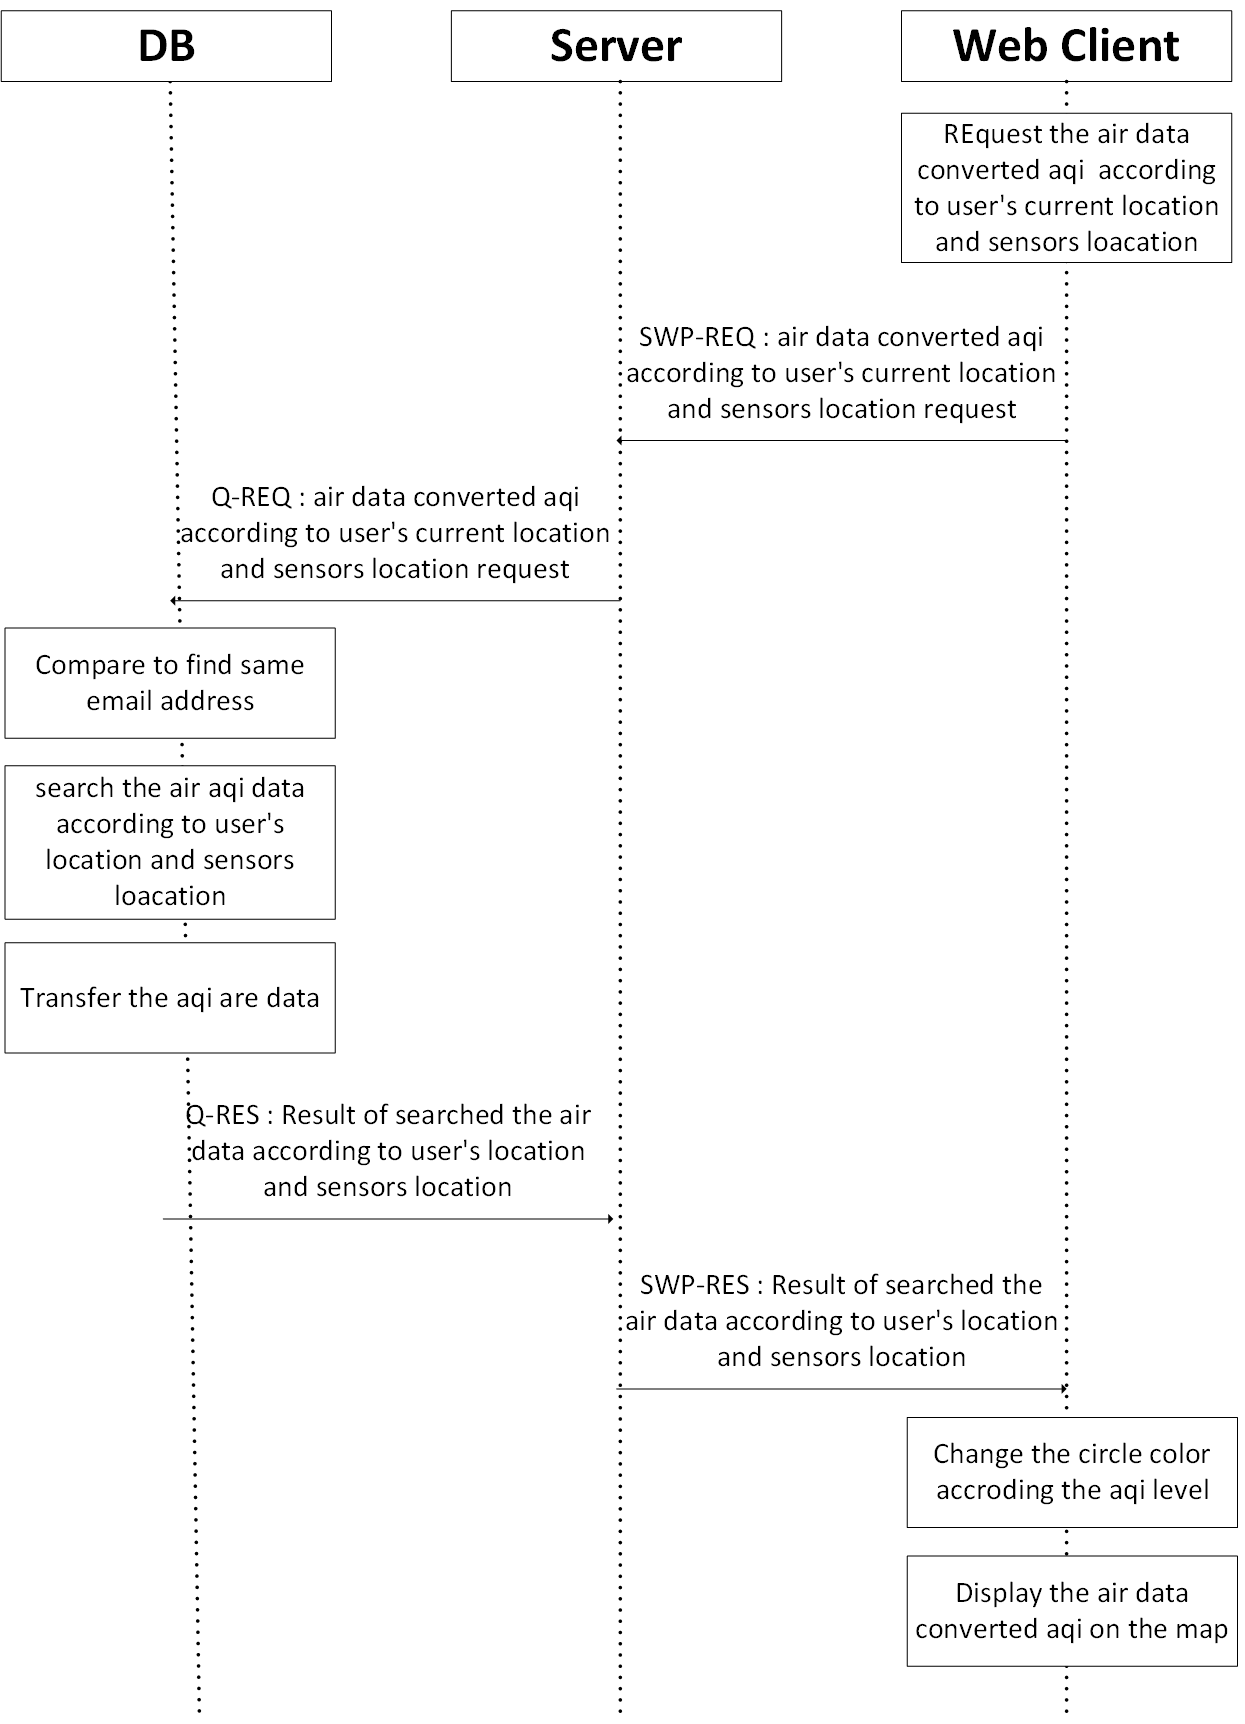 DB
Server
Web Client
REquest the air data
converted aqi  according
to user's current location
and sensors loacation
SWP-REQ : air data converted aqi
according to user's current location
and sensors location request
Q-REQ : air data converted aqi
according to user's current location
and sensors location request
Compare to find same
email address
search the air aqi data
according to user's
location and sensors
loacation
Transfer the aqi are data
Q-RES : Result of searched the air
data according to user's location
and sensors location
SWP-RES : Result of searched the
air data according to user's location
and sensors location
Change the circle color
accroding the aqi level
Display the air data
converted aqi on the map